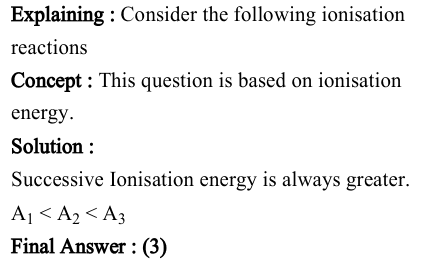 Explaining : Consider the following ionisation
reactions
Concept : This question is based on ionisation
energy.
Solution :
Successive Ionisation energy is always greater.
A₁ < A₂ < A₃
Final Answer : (3)